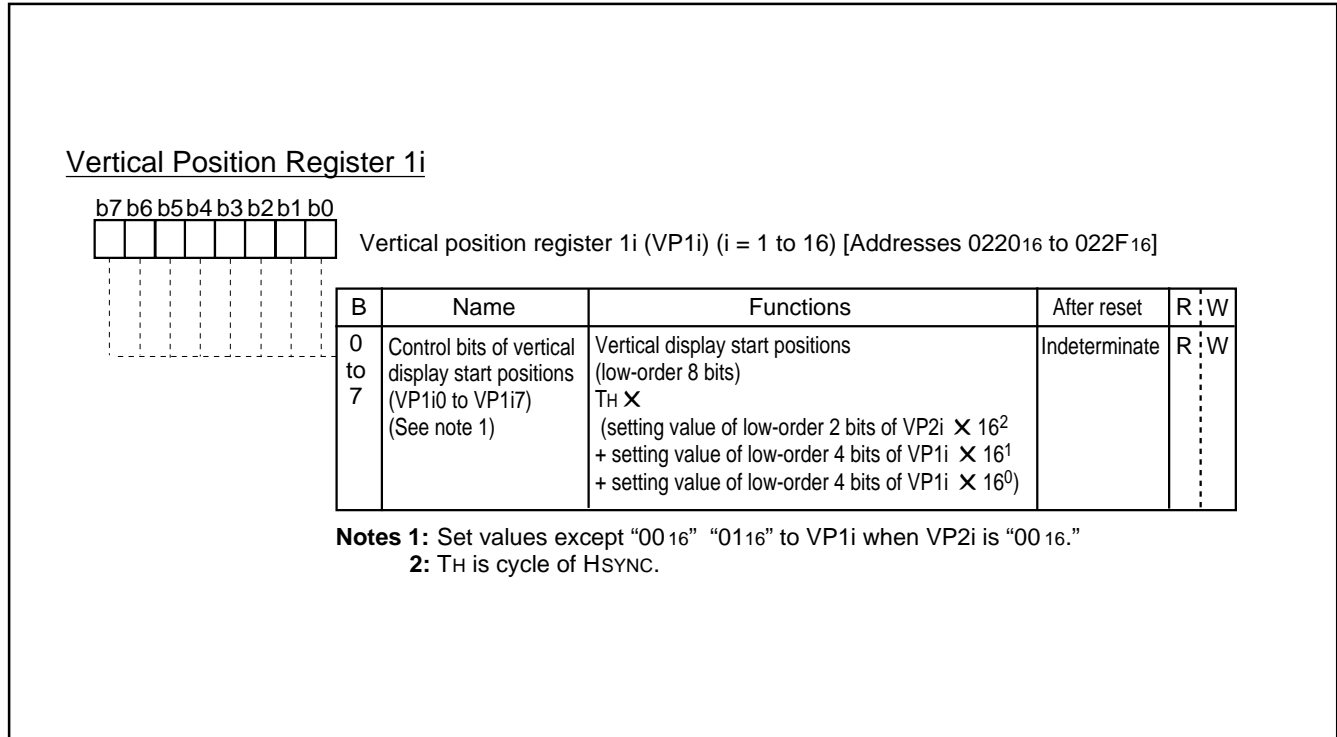 Vertical Position Register 1i
b7 b6 b5 b4 b3 b2 b1 b0
Vertical position register 1i (VP1i) (i = 1 to 16) [Addresses 0220₁₆ to 022F₁₆]
B Name Functions After reset R W
0 to 7
Control bits of vertical
display start positions
(VP1i0 to VP1i7)
(See note 1)
Vertical display start positions
(low-order 8 bits)
TH ✕
(setting value of low-order 2 bits of VP2i ✕ 16²
+ setting value of low-order 4 bits of VP1i ✕ 16¹
+ setting value of low-order 4 bits of VP1i ✕ 16⁰)
Indeterminate
R W
Notes 1: Set values except “00₁₆” “01₁₆” to VP1i when VP2i is “00₁₆.”
2: TH is cycle of HSYNC.